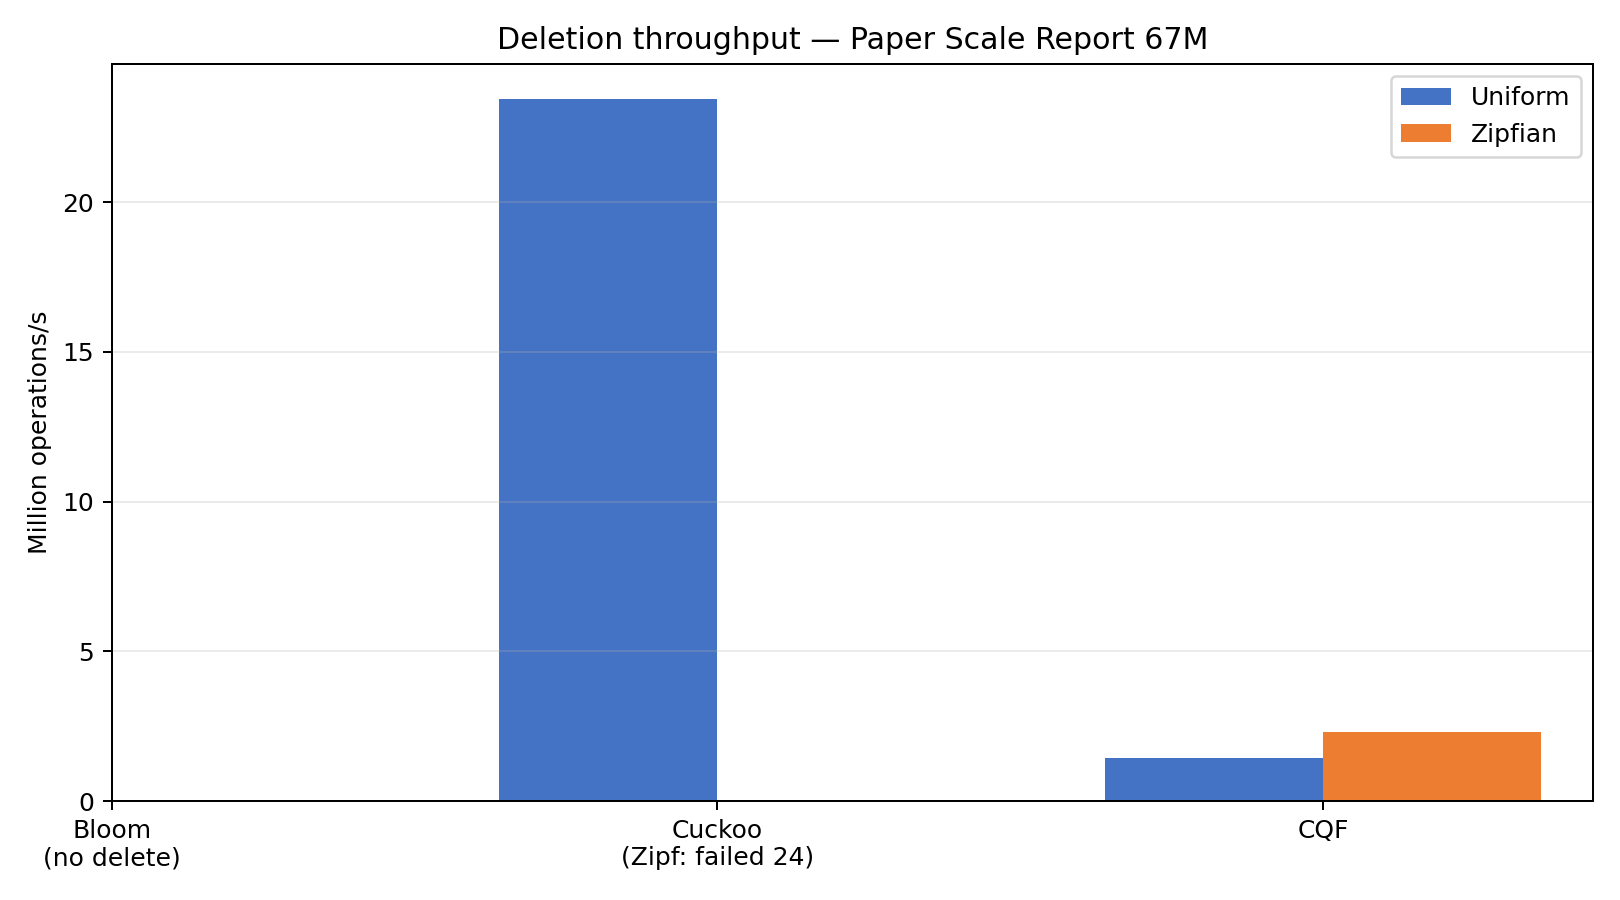 Deletion throughput — Paper Scale Report 67M
Uniform
Zipfian
Million operations/s
20
15
10
5
0
Bloom
(no delete)
Cuckoo
(Zipf: failed 24)
CQF